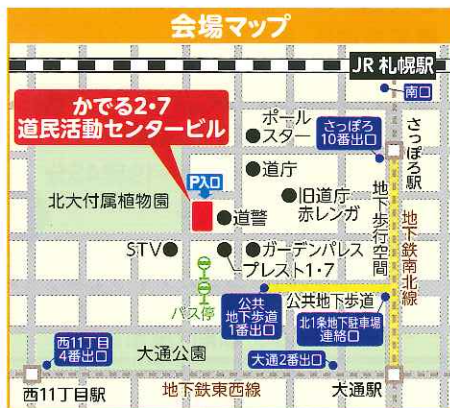 会場マップ
JR 札幌駅
南口
かでる2・7
道民活動センタービル
ポール
スター
さっぽろ
10番出口
さっぽろ駅
道庁
P入口
旧道庁
赤レンガ
北大付属植物園
道警
地下歩行空間
地下鉄南北線
STV
ガーデンパレス
プレスト1・7
バス停
公共
地下歩道
1番出口
公共地下歩道
北1条地下駐車場
連絡口
西11丁目
4番出口
大通公園
大通2番出口
西11丁目駅
地下鉄東西線
大通駅